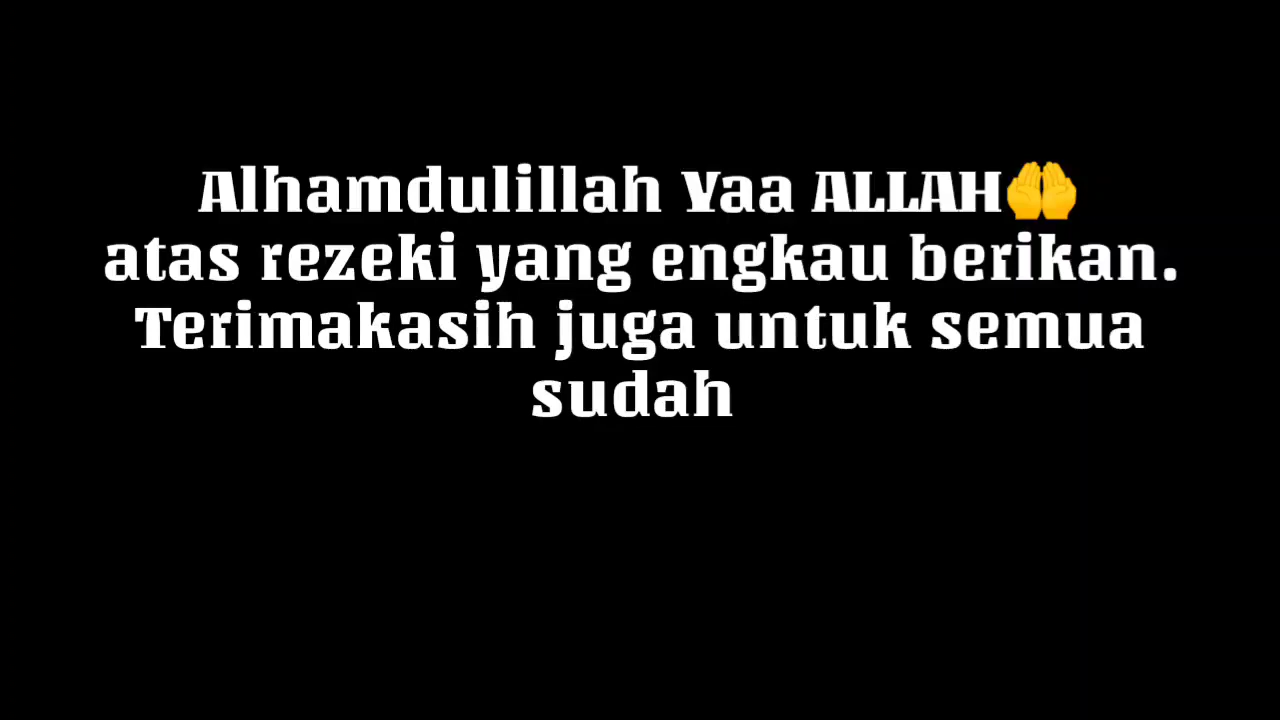 Alhamdulillah Yaa ALLAH🤲
atas rezeki yang engkau berikan.
Terimakasih juga untuk semua
sudah